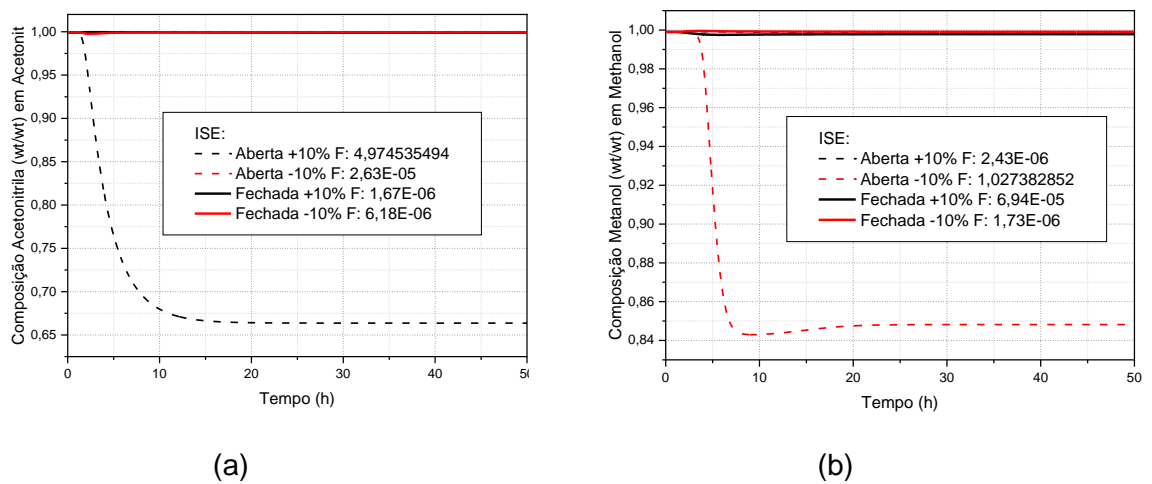 Composição Acetonitrila (wt/wt) em Acetonit
1,00
0,95
0,90
0,85
0,80
0,75
0,70
0,65
ISE:
Aberta +10% F: 4,974535494
Aberta -10% F: 2,63E-05
Fechada +10% F: 1,67E-06
Fechada -10% F: 6,18E-06
0 10 20 30 40 50
Tempo (h)
(a)
Composição Metanol (wt/wt) em Methanol
1,00
0,98
0,96
0,94
0,92
0,90
0,88
0,86
0,84
ISE:
Aberta +10% F: 2,43E-06
Aberta -10% F: 1,027382852
Fechada +10% F: 6,94E-05
Fechada -10% F: 1,73E-06
0 10 20 30 40 50
Tempo (h)
(b)